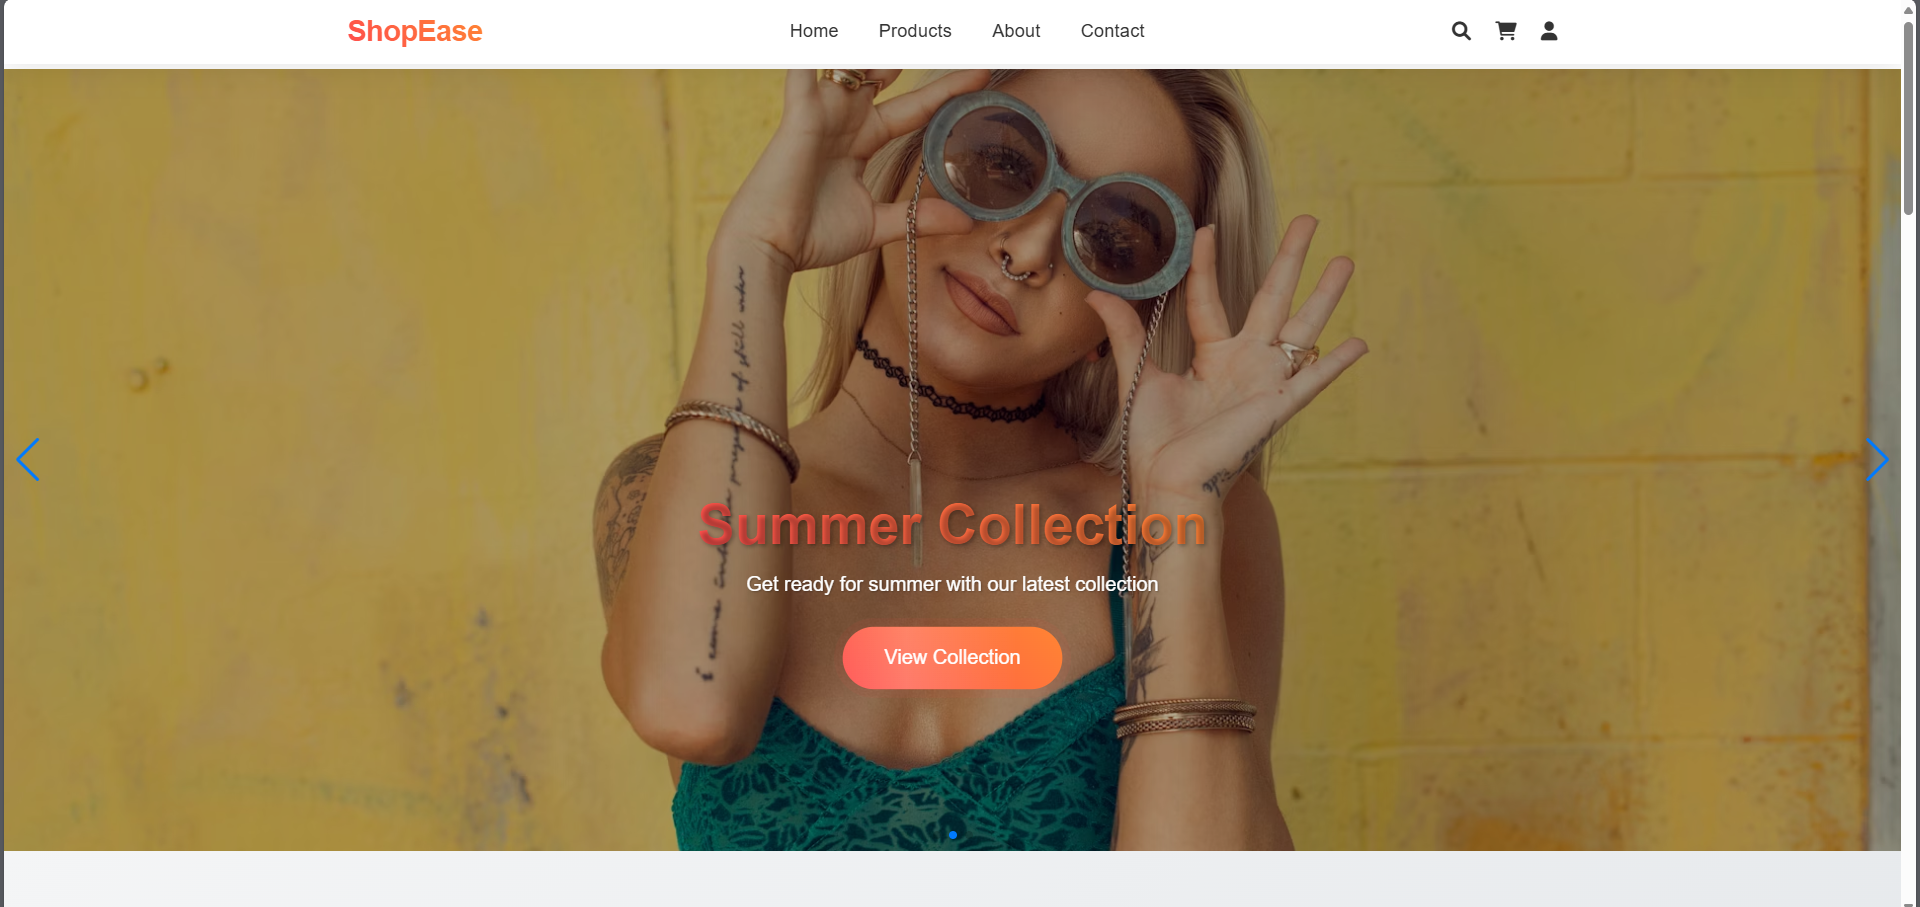 ShopEase
Home Products About Contact
Summer Collection
Get ready for summer with our latest collection
View Collection